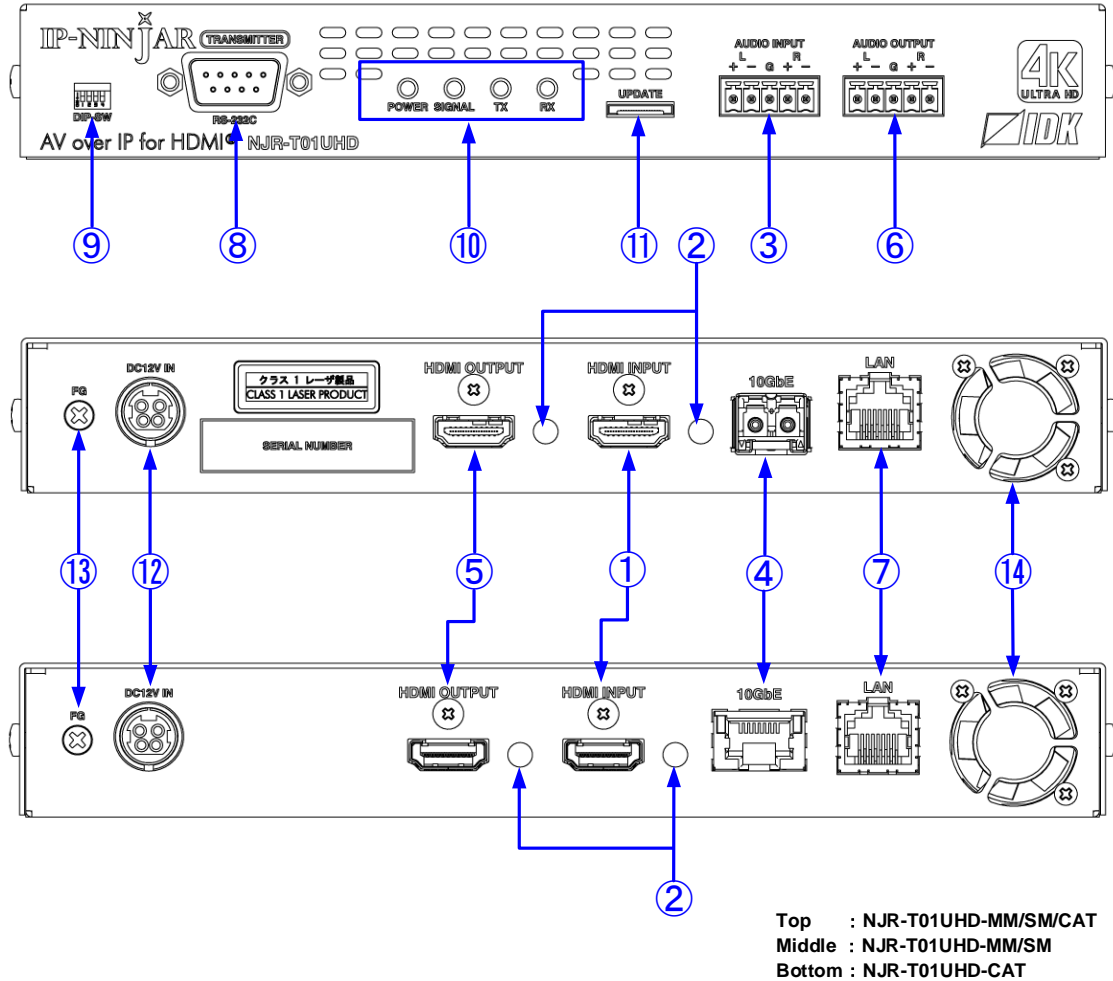 IP-NINJAR TRANSMITTER
DIP-SW
RS-232C
POWER SIGNAL TX RX
UPDATE
AUDIO INPUT
L R
+ − G + −
AUDIO OUTPUT
L R
+ − G + −
4K
ULTRA HD
AV over IP for HDMI® NJR-T01UHD
IDK
⑨ ⑧ ⑩ ⑪ ② ③ ⑥
FG
DC12V IN
クラス 1 レーザ製品
CLASS 1 LASER PRODUCT
SERIAL NUMBER
HDMI OUTPUT
HDMI INPUT
10GbE
LAN
⑬ ⑫ ⑤ ① ④ ⑦ ⑭
FG
DC12V IN
HDMI OUTPUT
HDMI INPUT
10GbE
LAN
②
Top : NJR-T01UHD-MM/SM/CAT
Middle : NJR-T01UHD-MM/SM
Bottom : NJR-T01UHD-CAT